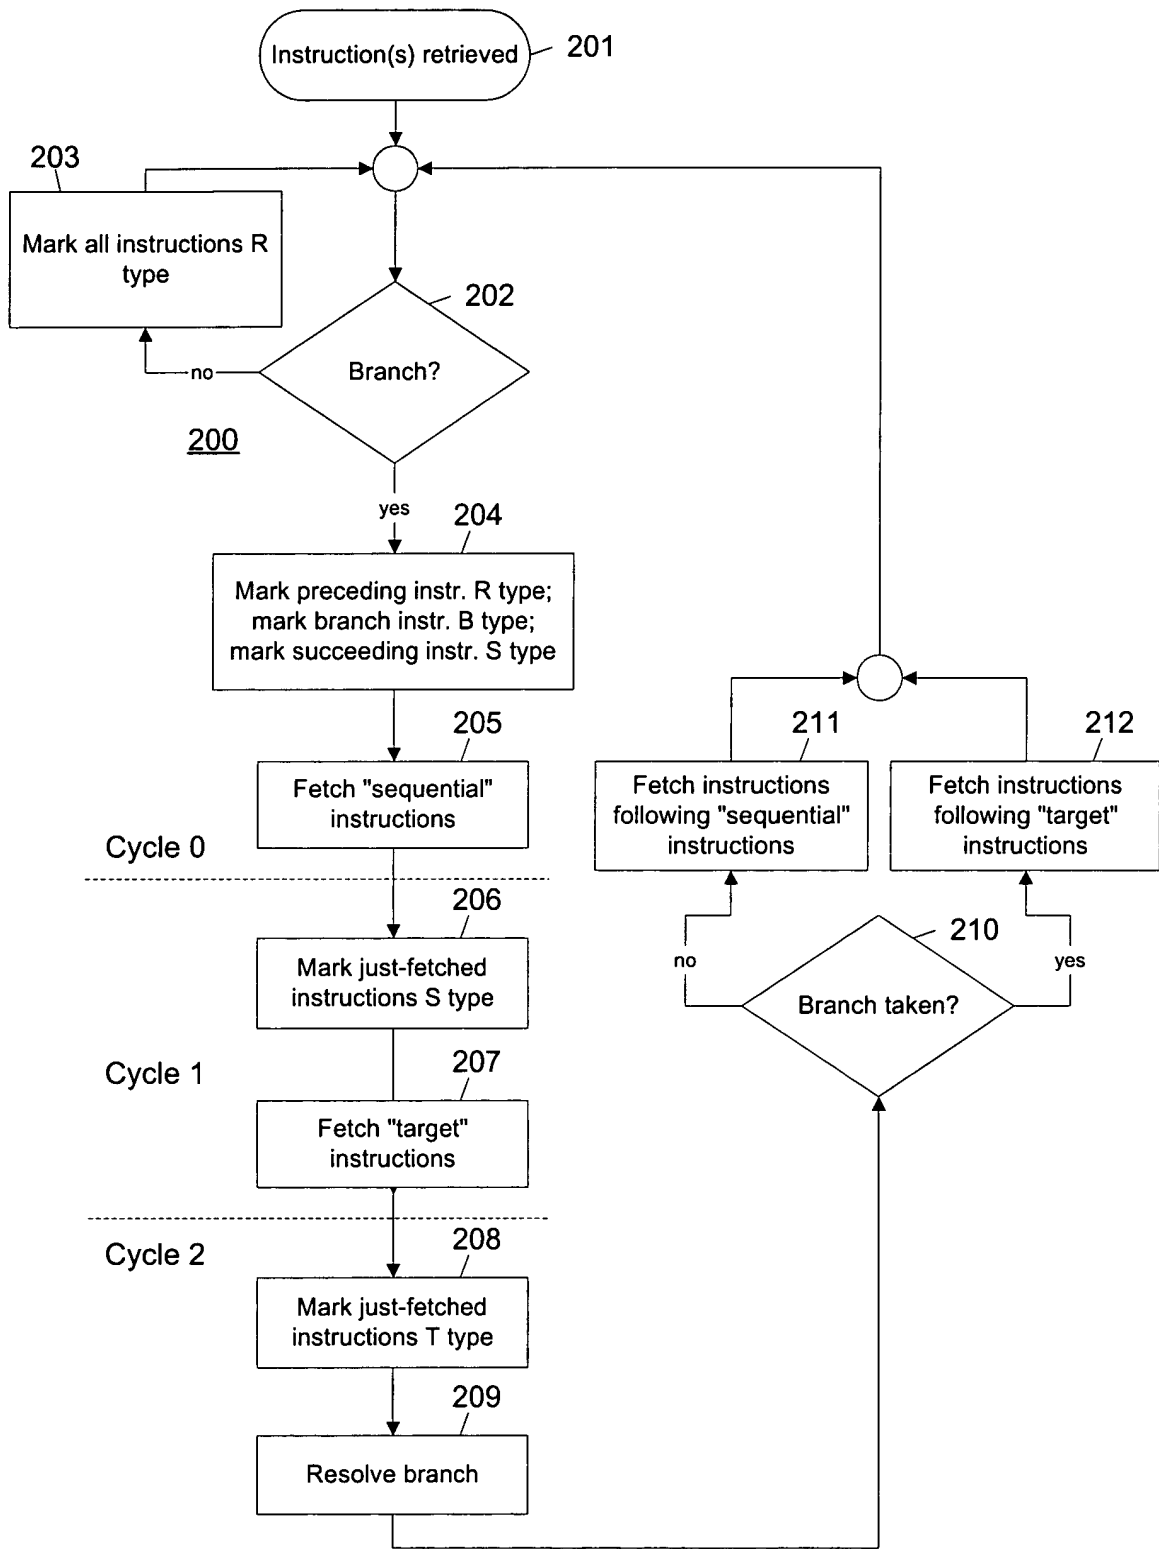 Instruction(s) retrieved
201
203
Mark all instructions R
type
202
Branch?
no
200
yes
204
Mark preceding instr. R type;
mark branch instr. B type;
mark succeeding instr. S type
205
Fetch "sequential"
instructions
Cycle 0
206
Mark just-fetched
instructions S type
Cycle 1
207
Fetch "target"
instructions
Cycle 2
208
Mark just-fetched
instructions T type
209
Resolve branch
211
Fetch instructions
following "sequential"
instructions
212
Fetch instructions
following "target"
instructions
210
no
yes
Branch taken?